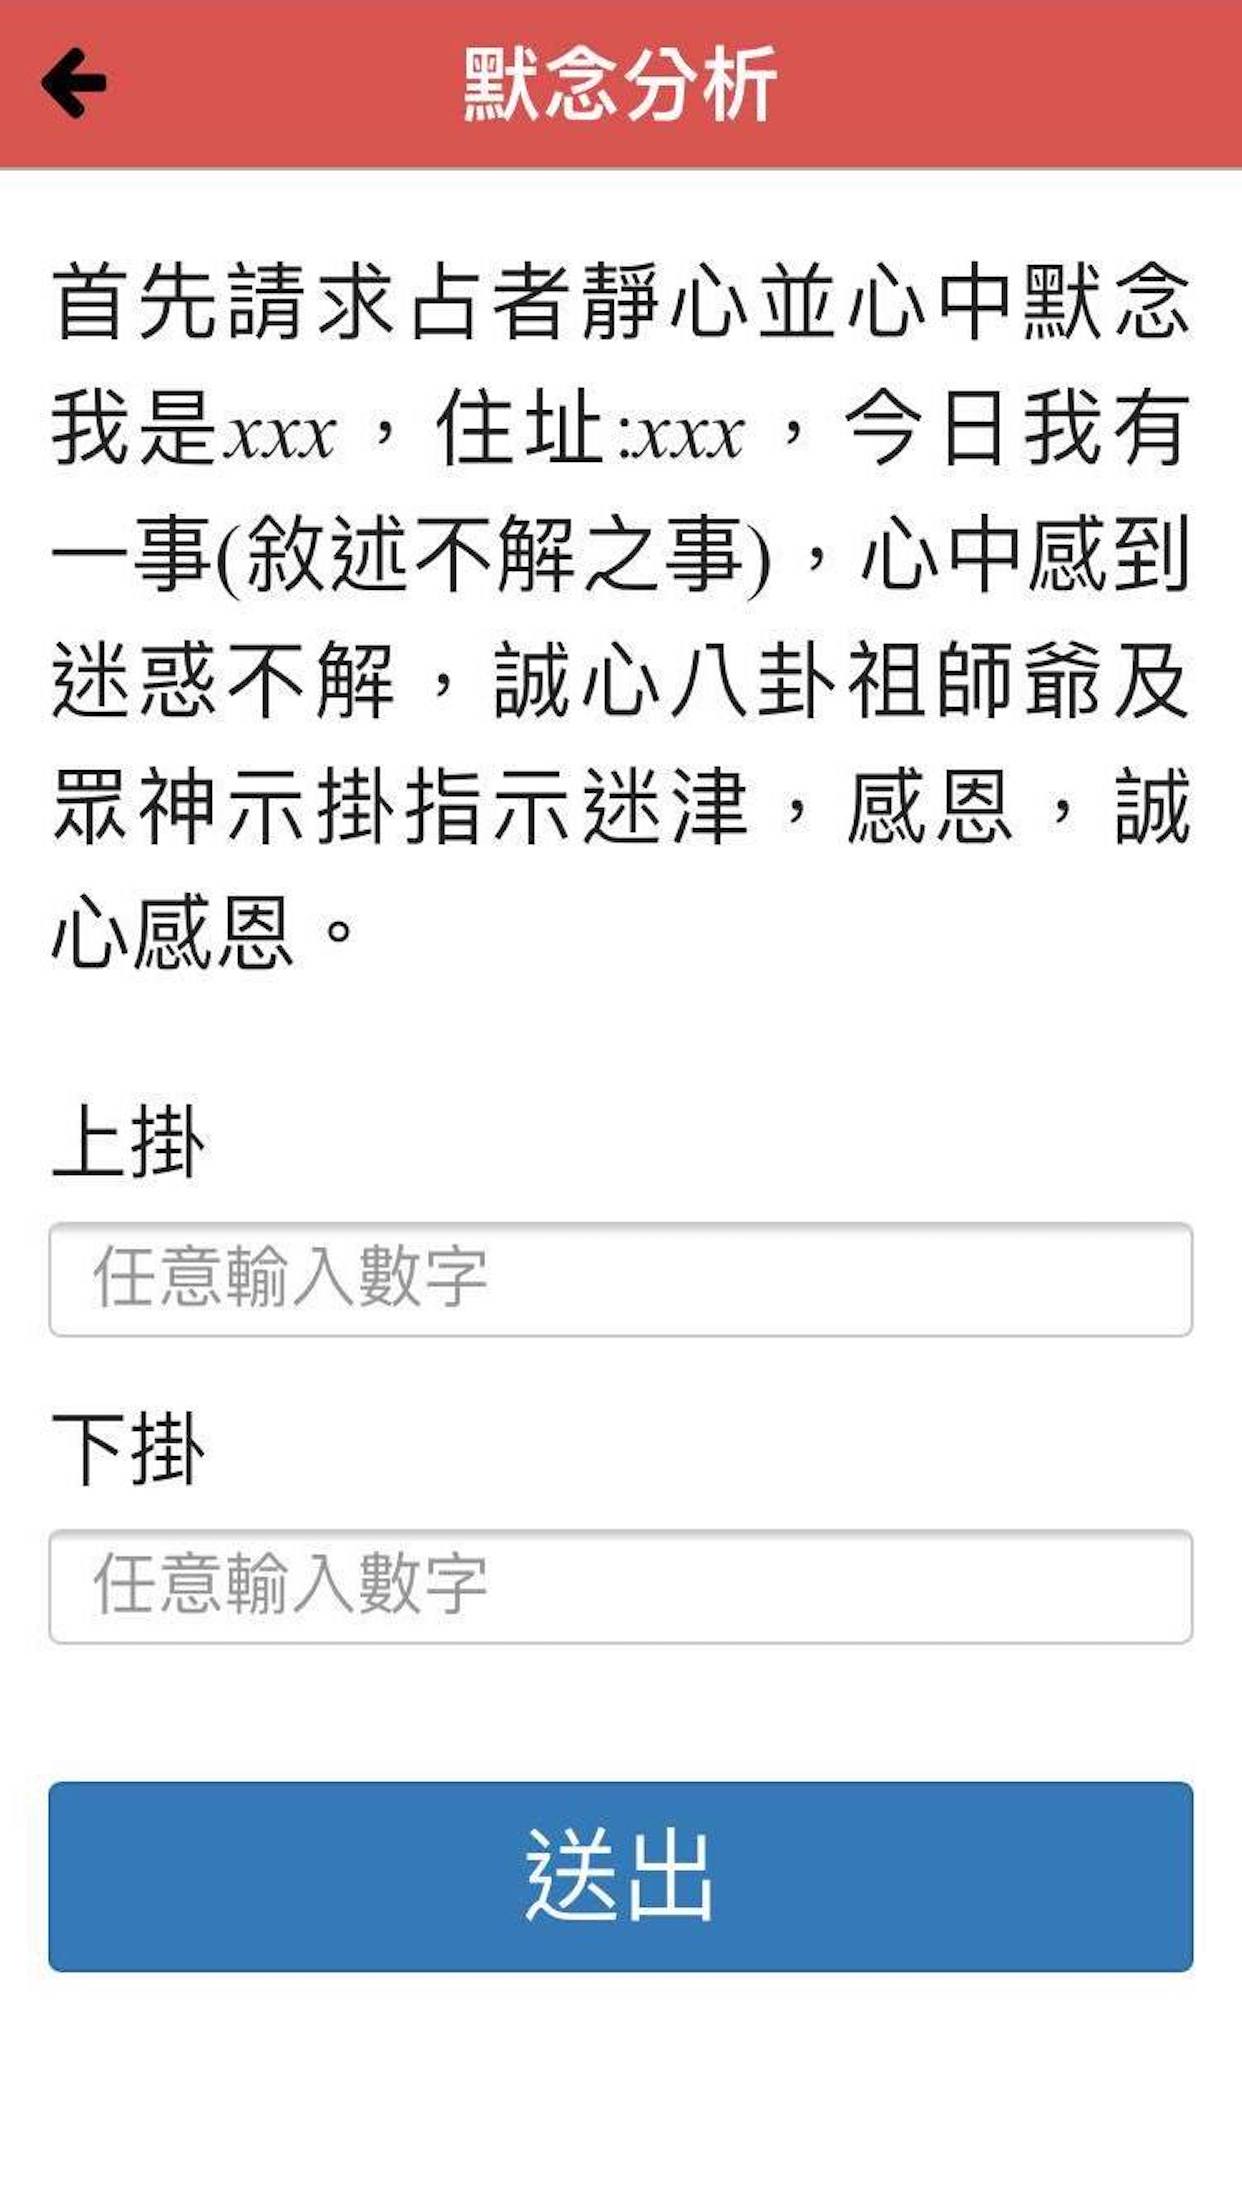 默念分析
首先請求占者靜心並心中默念
我是xxx，住址:xxx，今日我有
一事(敘述不解之事)，心中感到
迷惑不解，誠心八卦祖師爺及
眾神示掛指示迷津，感恩，誠
心感恩。
上掛
任意輸入數字
下掛
任意輸入數字
送出